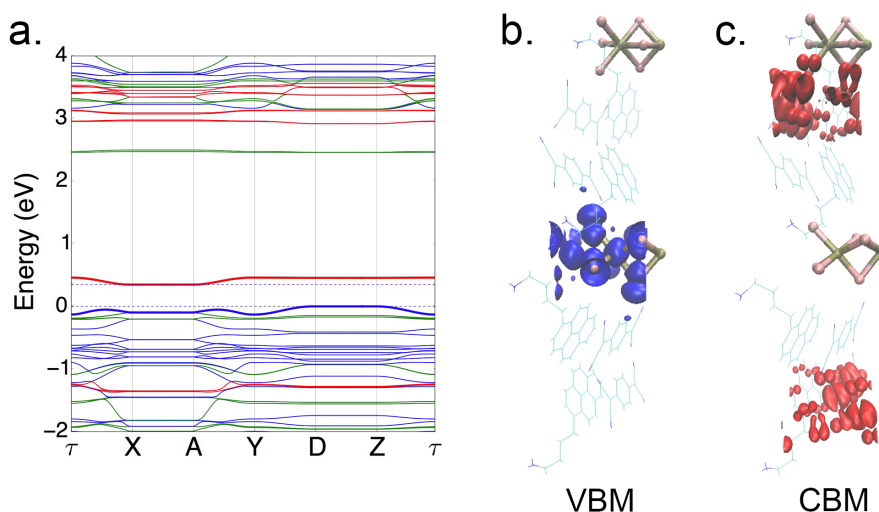 a.
b.
c.
4
3
2
1
0
−1
−2
Energy (eV)
τ X A Y D Z τ
VBM
CBM